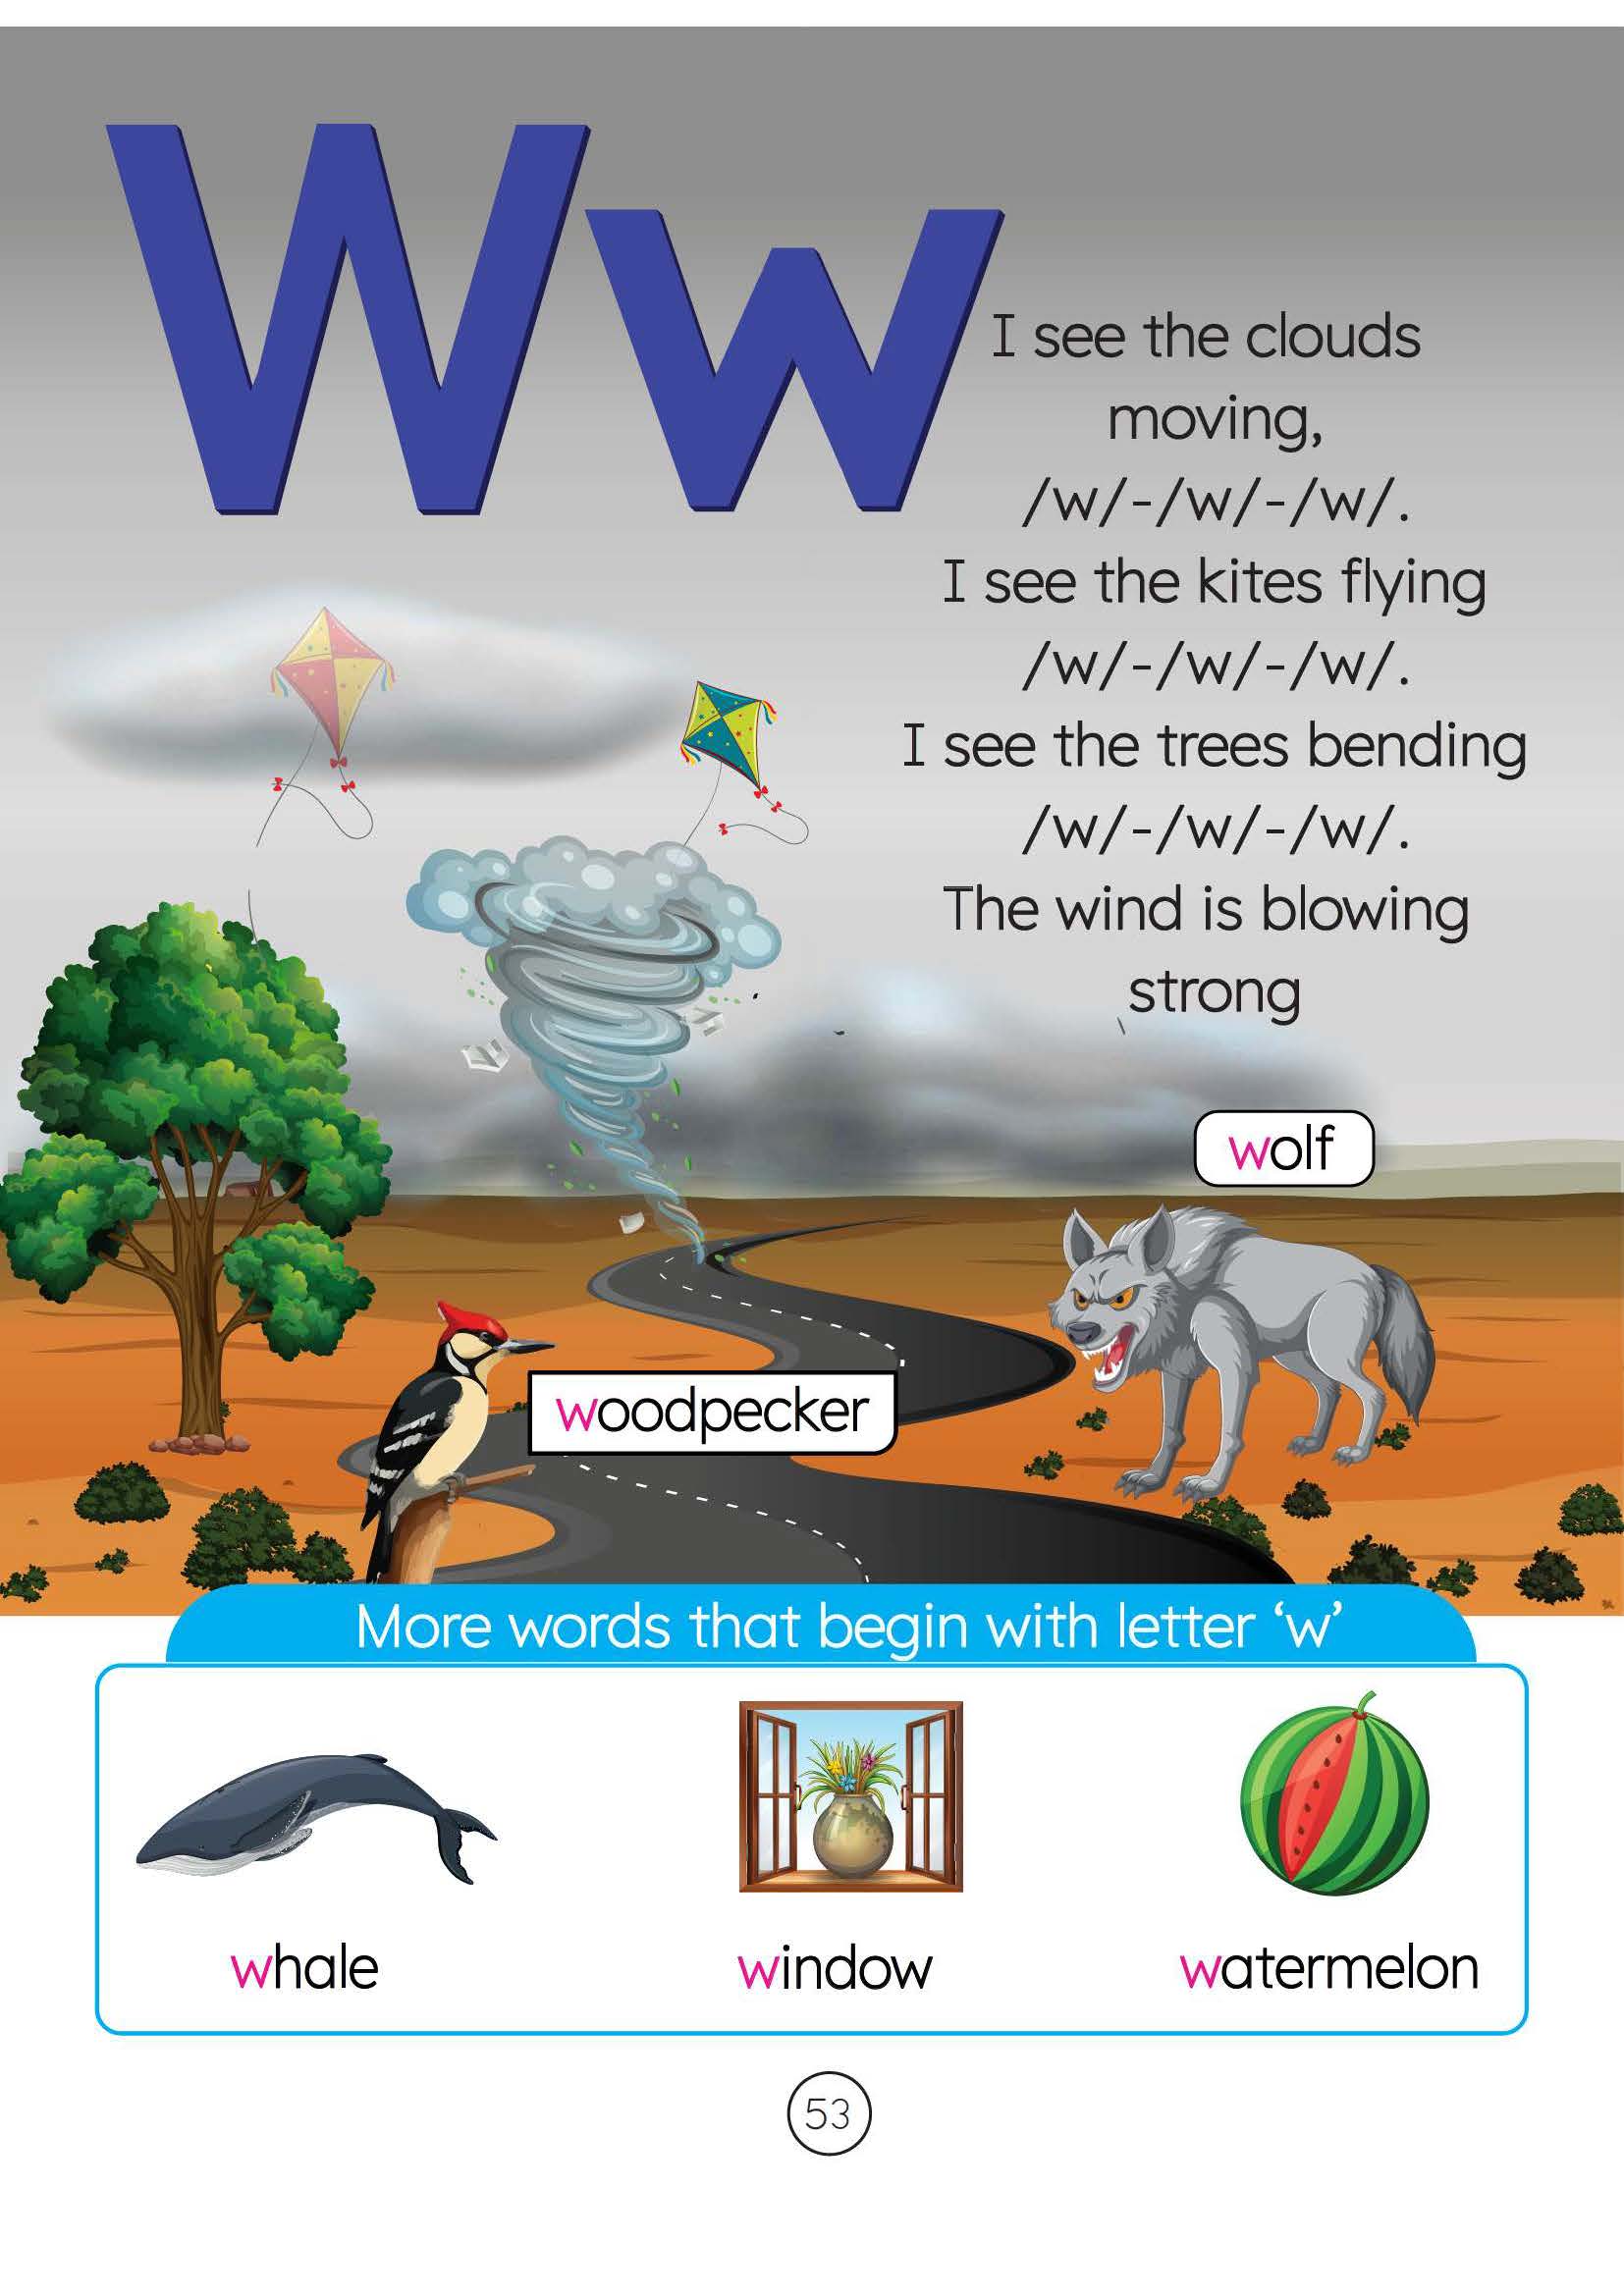 Ww
I see the clouds
moving,
/w/-/w/-/w/.
I see the kites flying
/w/-/w/-/w/.
I see the trees bending
/w/-/w/-/w/.
The wind is blowing
strong
wolf
woodpecker
More words that begin with letter ‘w’
whale
window
watermelon
53